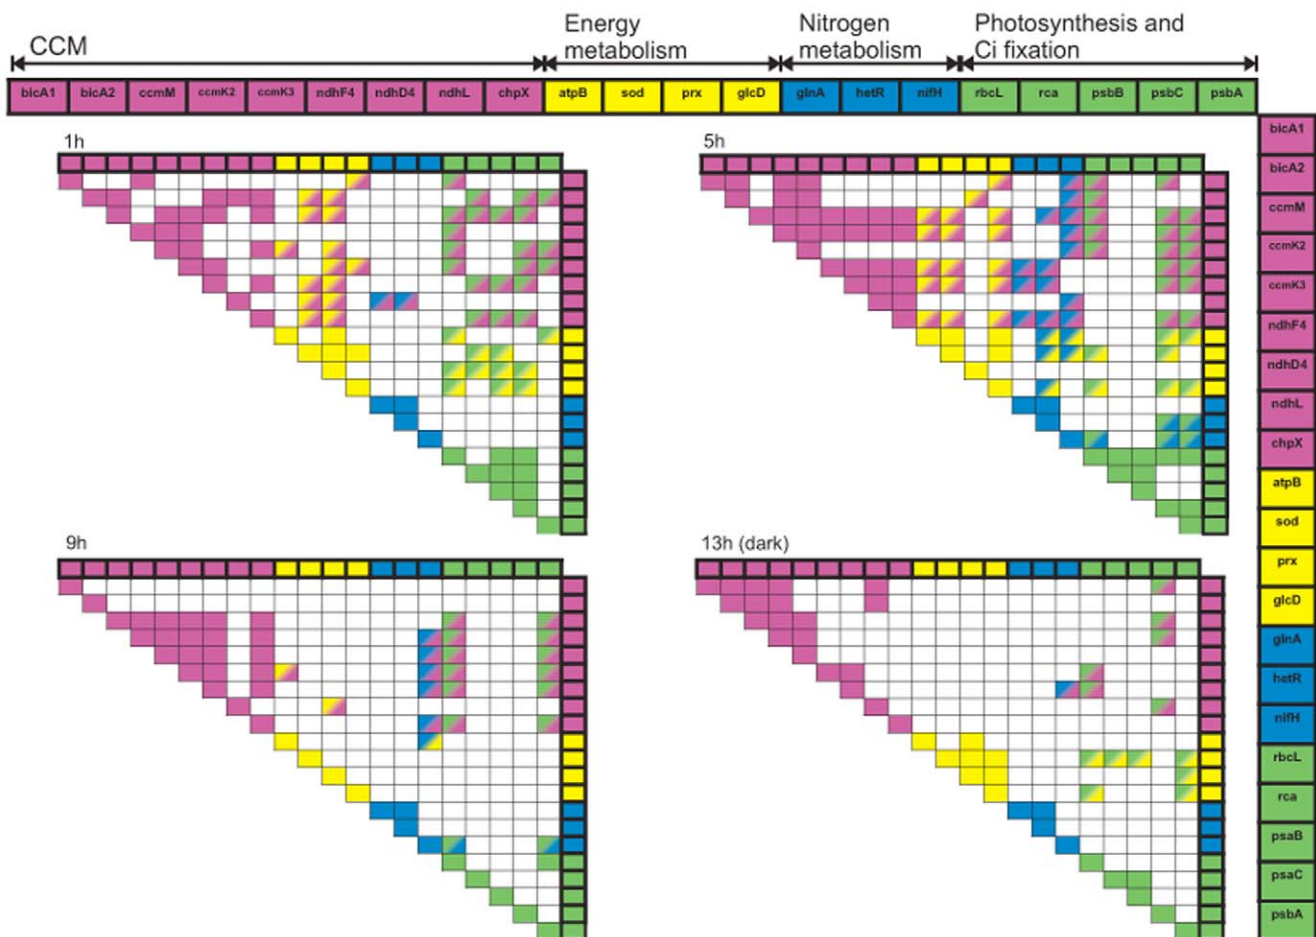 CCM
Energy
metabolism
Nitrogen
metabolism
Photosynthesis and
Ci fixation
bicA1 bicA2 ccmM ccmK2 ccmK3 ndhF4 ndhD4 ndhL chpX atpB sod prx glcD glnA hetR nifH rbcL rca psbB psbC psbA
1h
5h
9h
13h (dark)
bicA1
bicA2
ccmM
ccmK2
ccmK3
ndhF4
ndhD4
ndhL
chpX
atpB
sod
prx
glcD
glnA
hetR
nifH
rbcL
rca
psaB
psaC
psbA